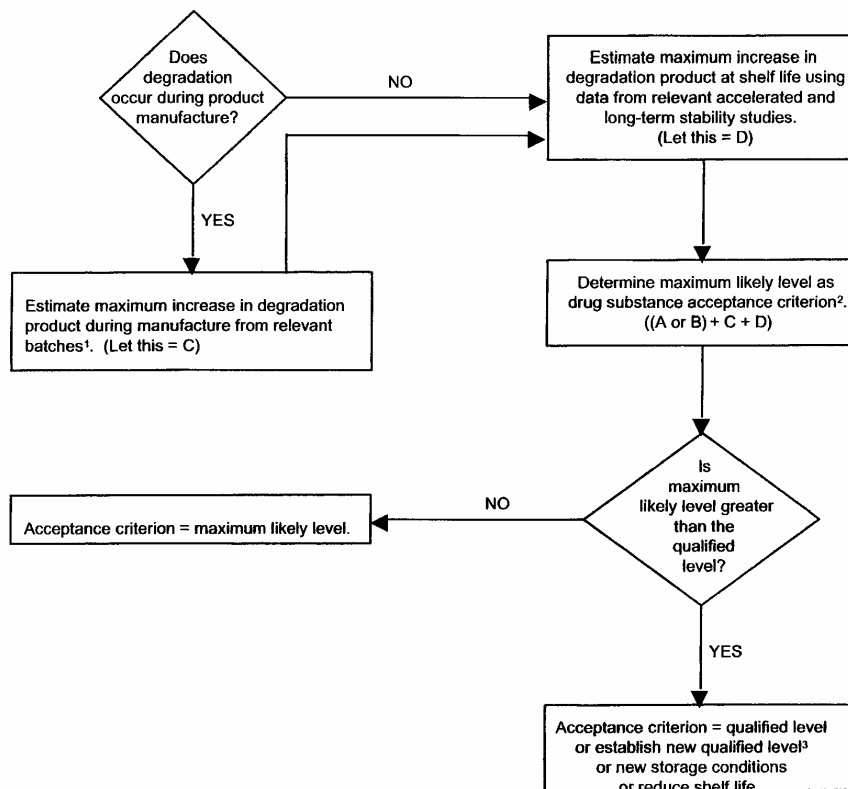 Does
degradation
occur during product
manufacture?
NO
Estimate maximum increase in
degradation product at shelf life using
data from relevant accelerated and
long-term stability studies.
(Let this = D)
YES
Estimate maximum increase in degradation
product during manufacture from relevant
batches¹. (Let this = C)
Determine maximum likely level as
drug substance acceptance criterion².
((A or B) + C + D)
Is
maximum
likely level greater
than the
qualified
level?
NO
Acceptance criterion = maximum likely level.
YES
Acceptance criterion = qualified level
or establish new qualified level³
or new storage conditions
or reduce shelf life